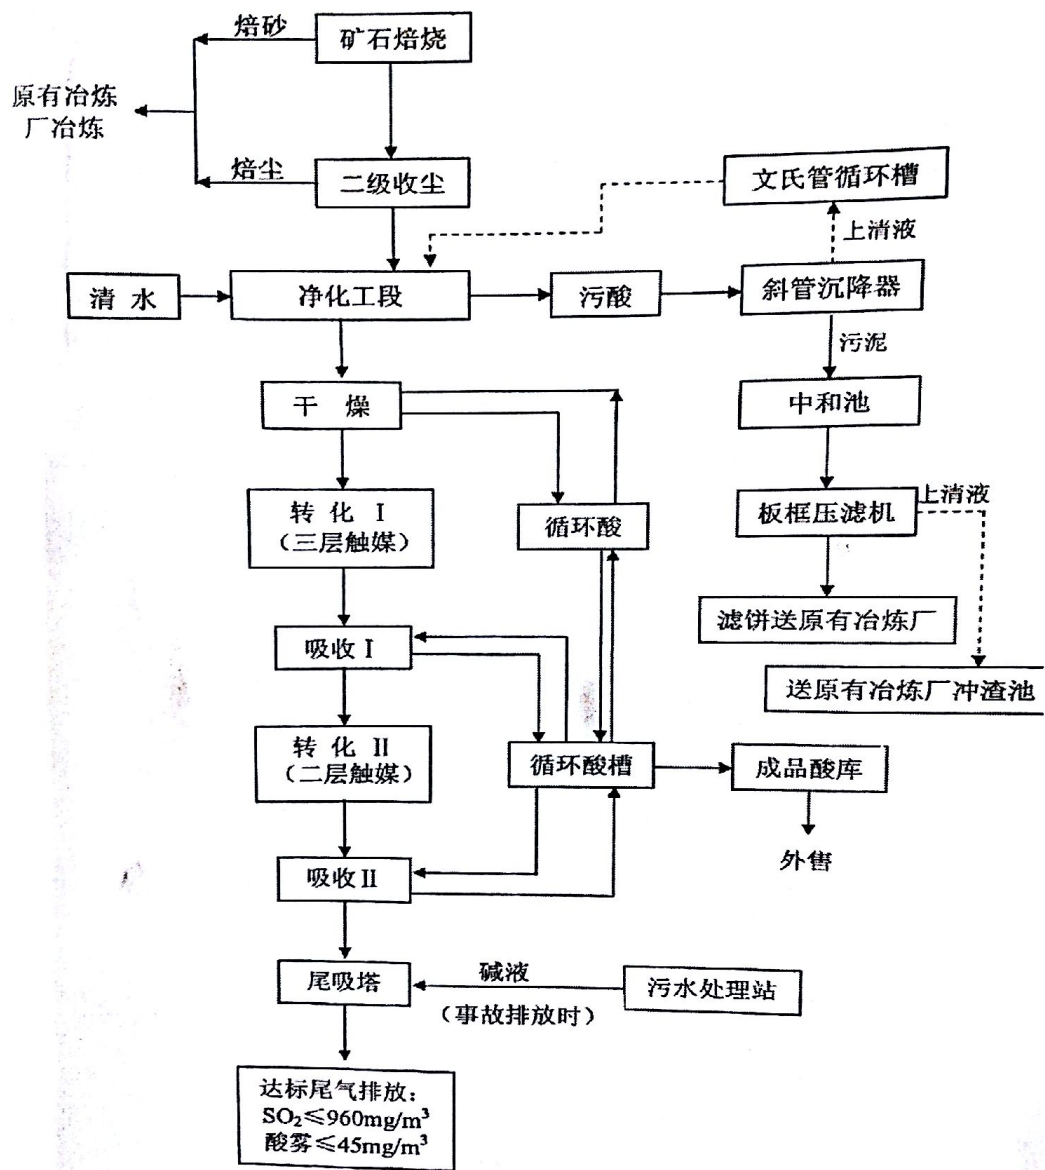 焙砂
矿石焙烧
原有冶炼
厂冶炼
焙尘
二级收尘
文氏管循环槽
上清液
清 水
净化工段
污酸
斜管沉降器
污泥
干 燥
中和池
转 化 Ⅰ
（三层触媒）
循环酸
板框压滤机
上清液
滤饼送原有冶炼厂
吸收Ⅰ
送原有冶炼厂冲渣池
转 化 Ⅱ
（二层触媒）
循环酸槽
成品酸库
外售
吸收Ⅱ
尾吸塔
碱液
（事故排放时）
污水处理站
达标尾气排放：
SO₂≤960mg/m³
酸雾≤45mg/m³